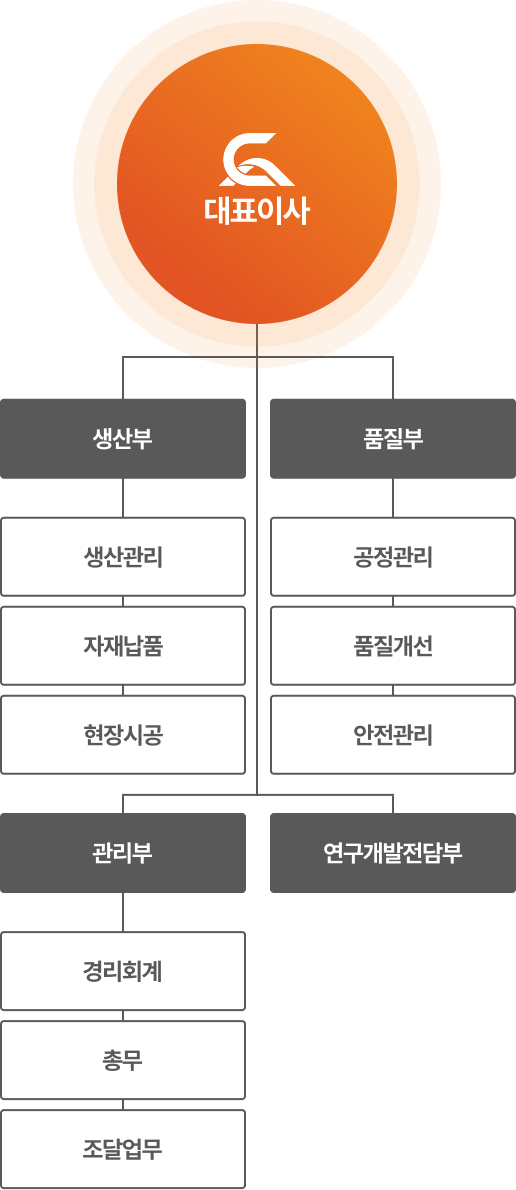 대표이사
생산부
품질부
생산관리
공정관리
자재납품
품질개선
현장시공
안전관리
관리부
연구개발전담부
경리회계
총무
조달업무